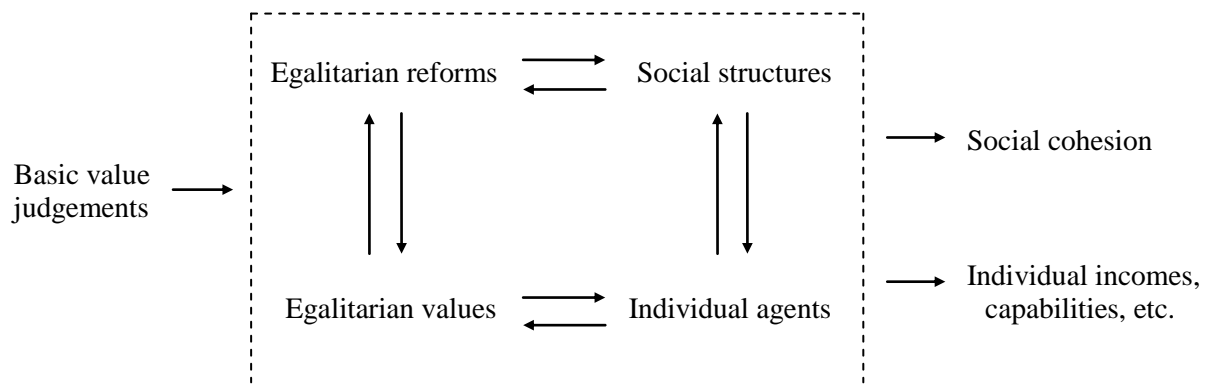 Egalitarian reforms
Social structures
Social cohesion
Basic value
judgements
Individual incomes,
capabilities, etc.
Egalitarian values
Individual agents